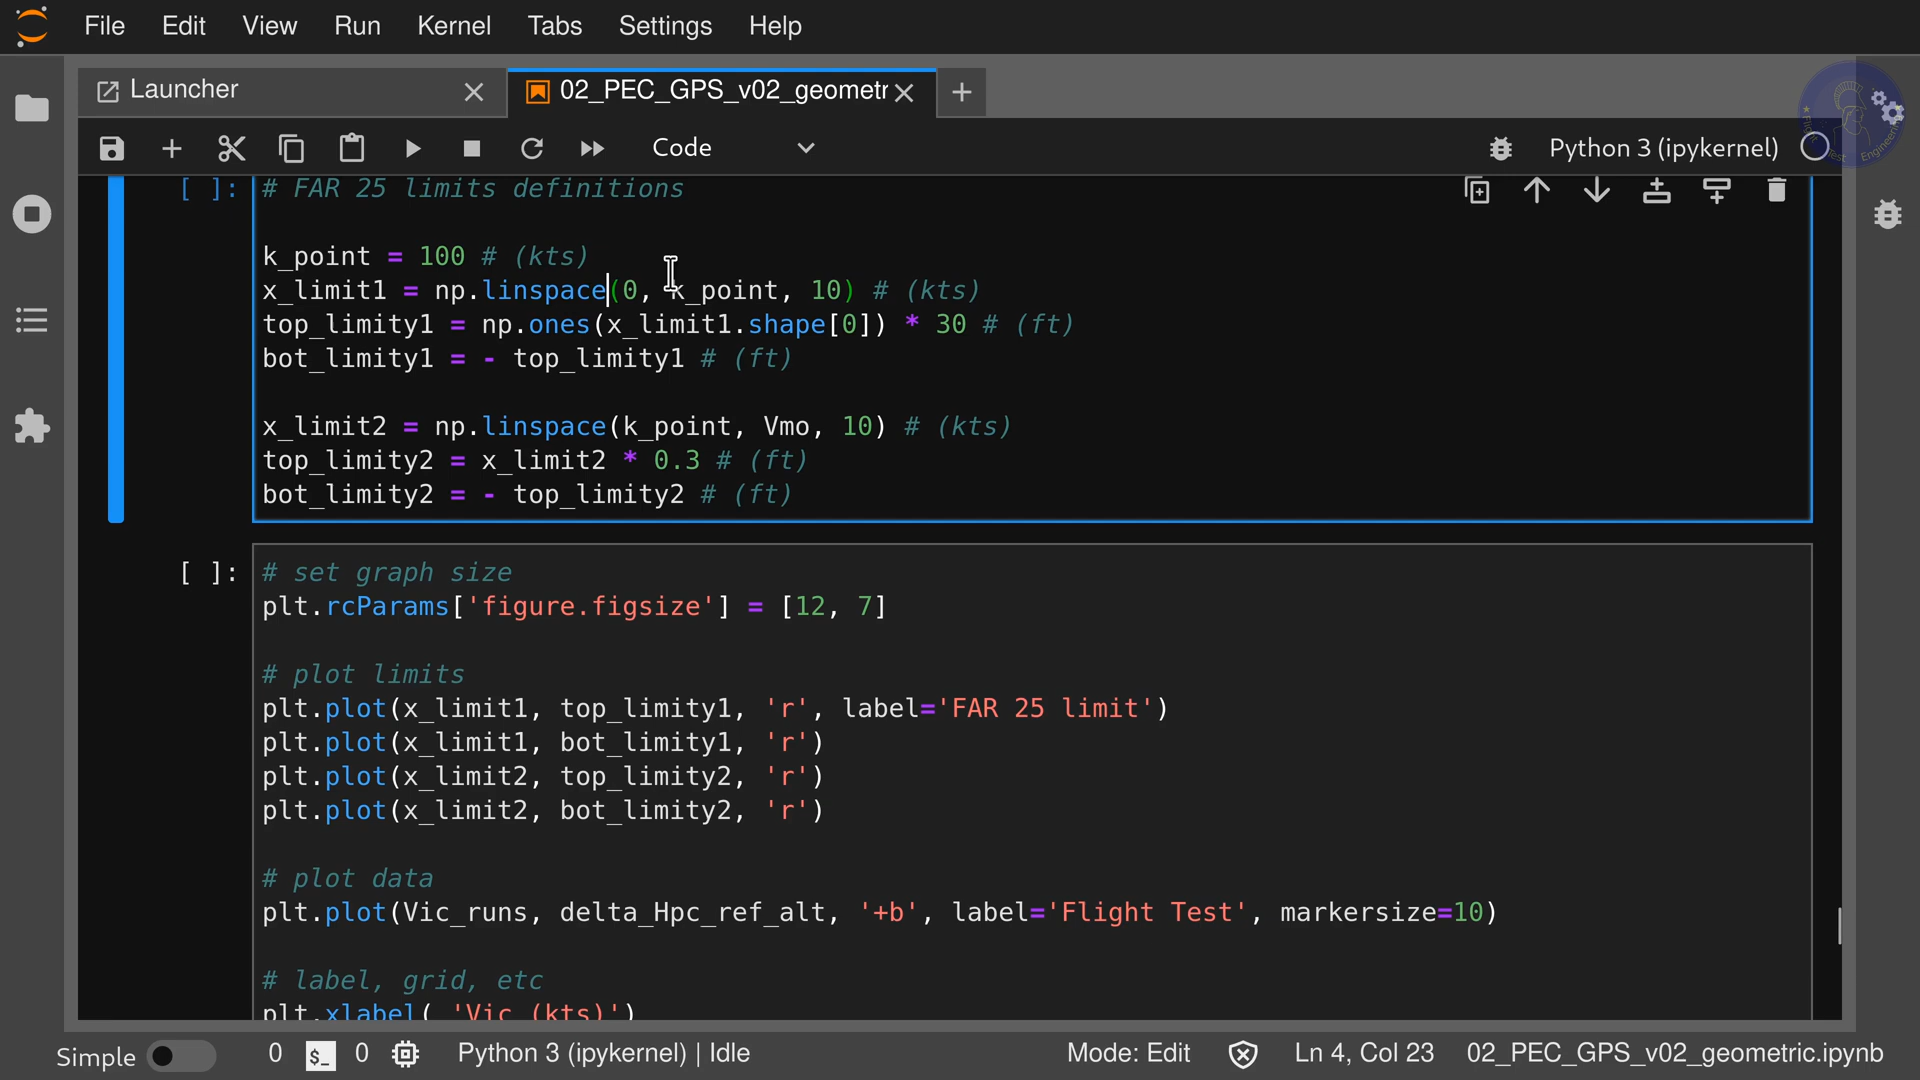 File Edit View Run Kernel Tabs Settings Help
Launcher
02_PEC_GPS_v02_geometr
Code
Python 3 (ipykernel)
Flight Test Engineering
[ ]: # FAR 25 limits definitions
k_point = 100 # (kts)
x_limit1 = np.linspace(0, k_point, 10) # (kts)
top_limity1 = np.ones(x_limit1.shape[0]) * 30 # (ft)
bot_limity1 = - top_limity1 # (ft)
x_limit2 = np.linspace(k_point, Vmo, 10) # (kts)
top_limity2 = x_limit2 * 0.3 # (ft)
bot_limity2 = - top_limity2 # (ft)
[ ]: # set graph size
plt.rcParams['figure.figsize'] = [12, 7]
# plot limits
plt.plot(x_limit1, top_limity1, 'r', label='FAR 25 limit')
plt.plot(x_limit1, bot_limity1, 'r')
plt.plot(x_limit2, top_limity2, 'r')
plt.plot(x_limit2, bot_limity2, 'r')
# plot data
plt.plot(Vic_runs, delta_Hpc_ref_alt, '+b', label='Flight Test', markersize=10)
# label, grid, etc
plt.xlabel( 'Vic (kts)')
Simple 0 $_ 0 Python 3 (ipykernel) | Idle Mode: Edit Ln 4, Col 23 02_PEC_GPS_v02_geometric.ipynb